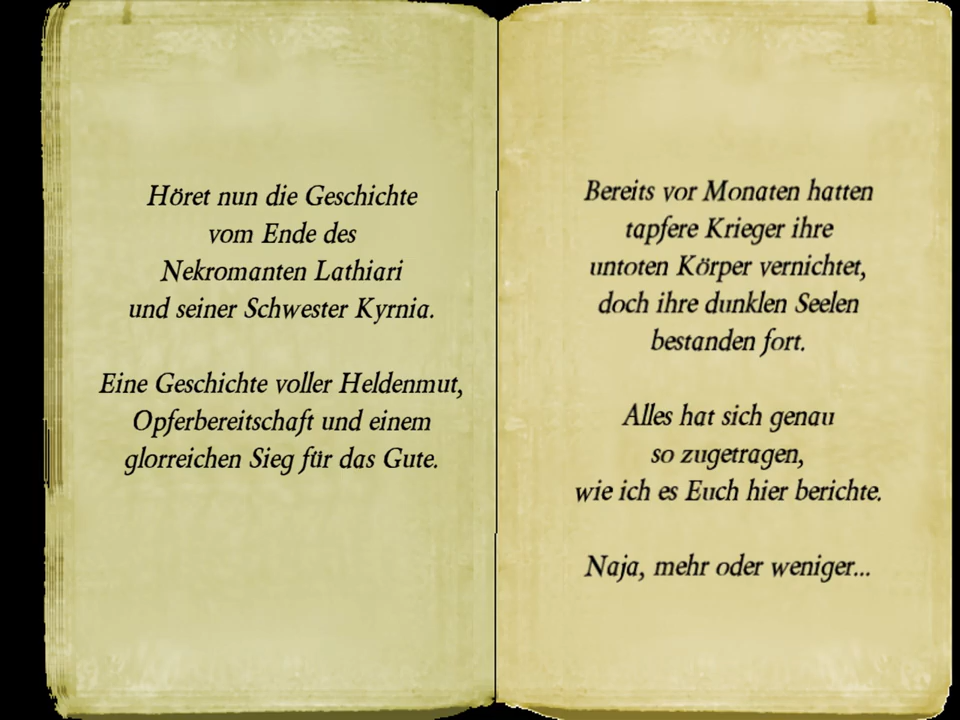 Höret nun die Geschichte
vom Ende des
Nekromanten Lathiari
und seiner Schwester Kyrnia.
Eine Geschichte voller Heldenmut,
Opferbereitschaft und einem
glorreichen Sieg für das Gute.
Bereits vor Monaten hatten
tapfere Krieger ihre
untoten Körper vernichtet,
doch ihre dunklen Seelen
bestanden fort.
Alles hat sich genau
so zugetragen,
wie ich es Euch hier berichte.
Naja, mehr oder weniger...